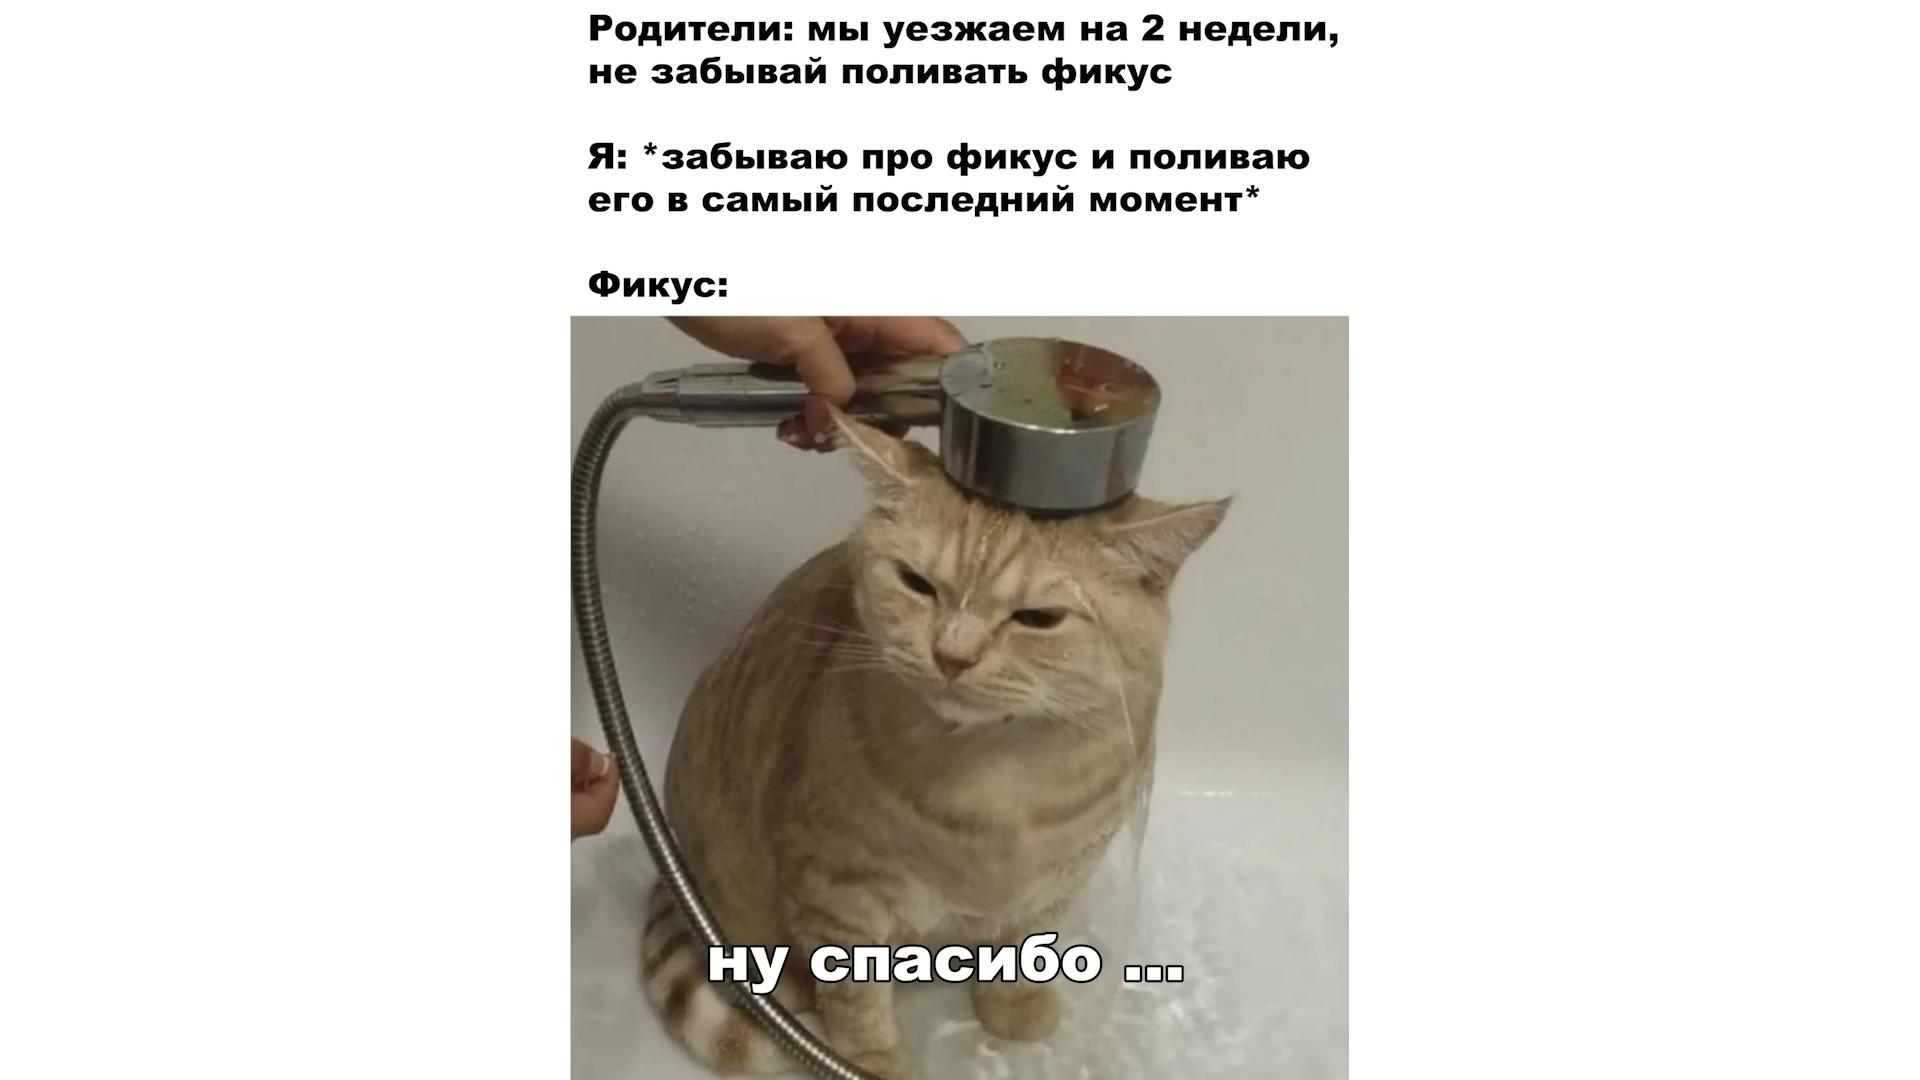 Родители: мы уезжаем на 2 недели,
не забывай поливать фикус
Я: *забываю про фикус и поливаю
его в самый последний момент*
Фикус:
ну спасибо ...